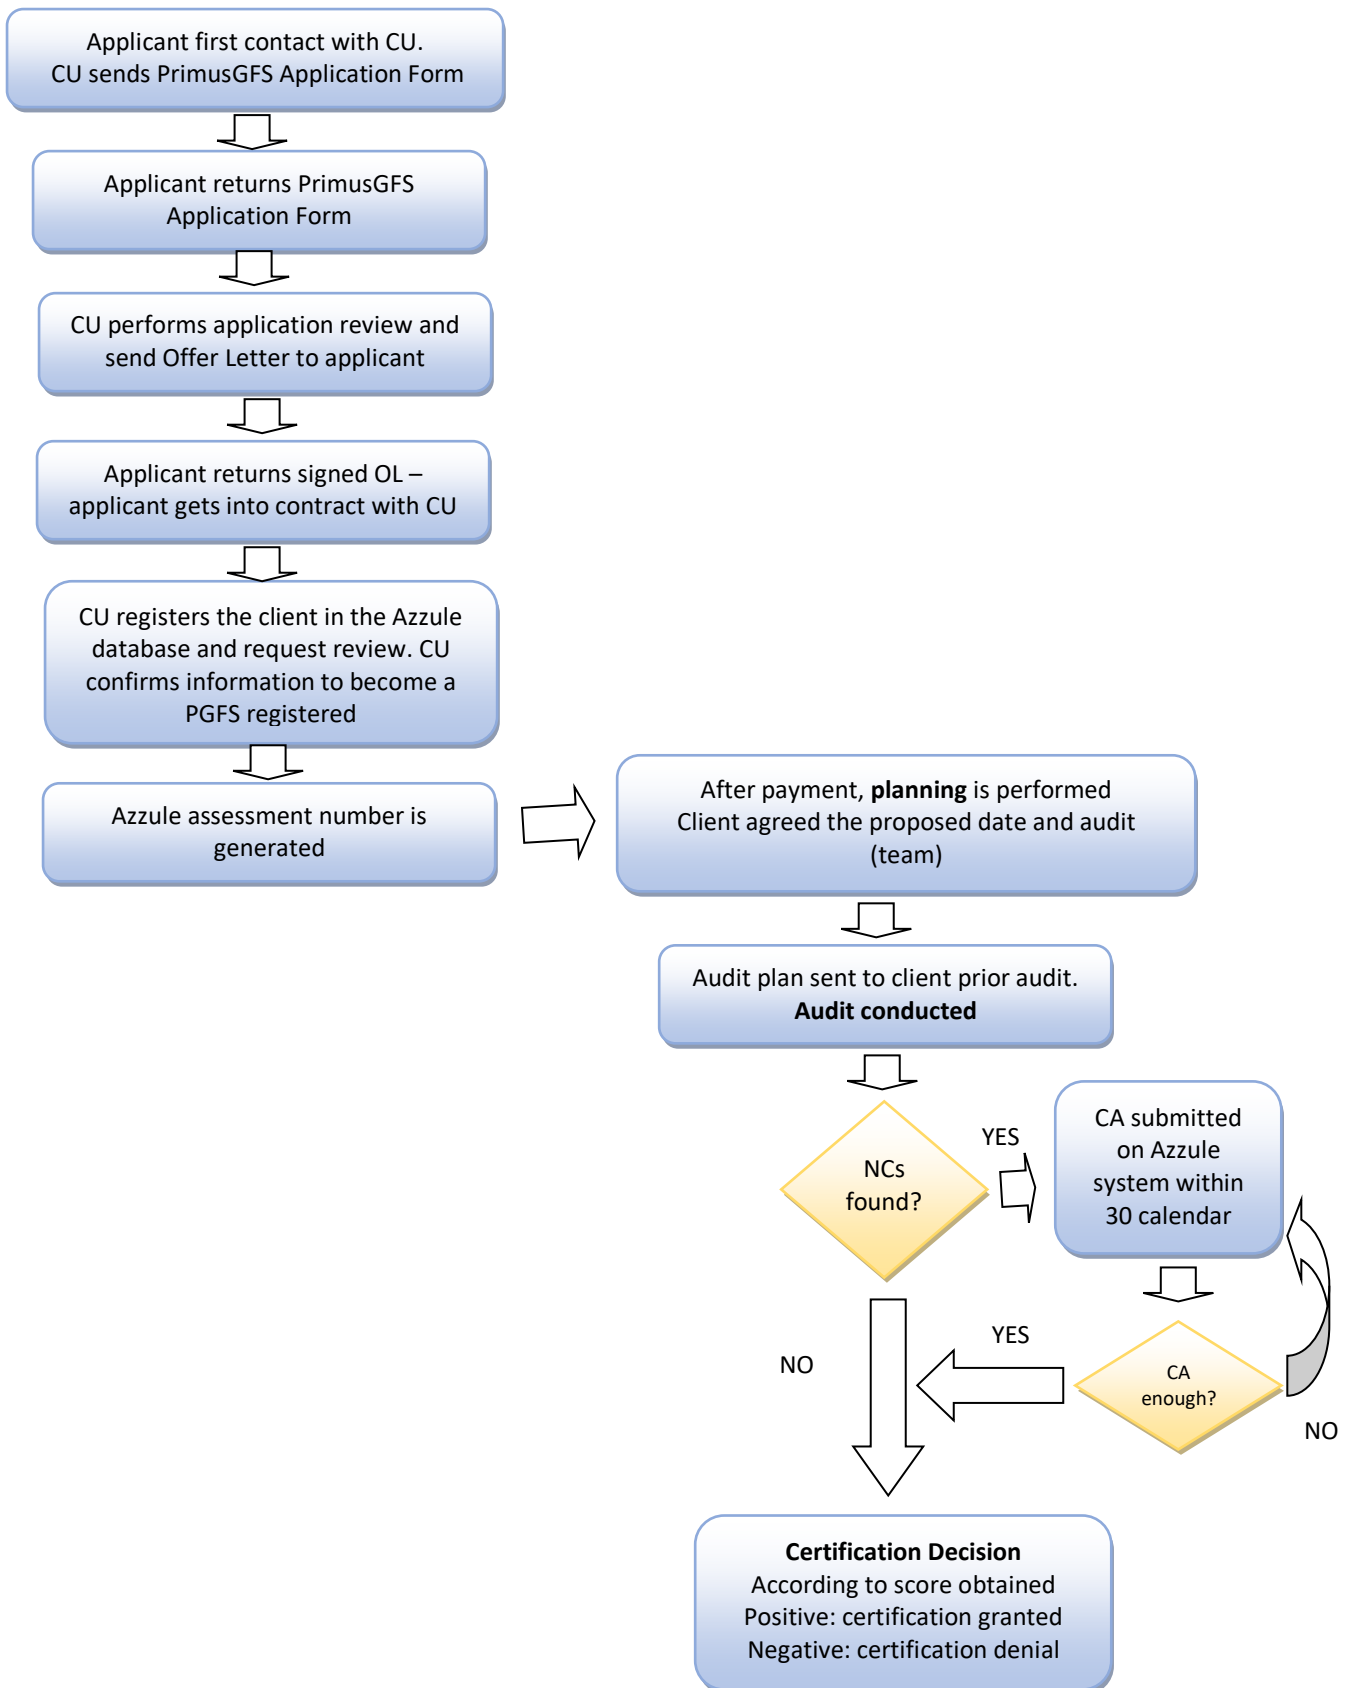 Applicant first contact with CU.
CU sends PrimusGFS Application Form
Applicant returns PrimusGFS
Application Form
CU performs application review and
send Offer Letter to applicant
Applicant returns signed OL –
applicant gets into contract with CU
CU registers the client in the Azzule
database and request review. CU
confirms information to become a
PGFS registered
Azzule assessment number is
generated
After payment, planning is performed
Client agreed the proposed date and audit
(team)
Audit plan sent to client prior audit.
Audit conducted
NCs
found?
YES
CA submitted
on Azzule
system within
30 calendar
CA
enough?
YES
NO
NO
Certification Decision
According to score obtained
Positive: certification granted
Negative: certification denial